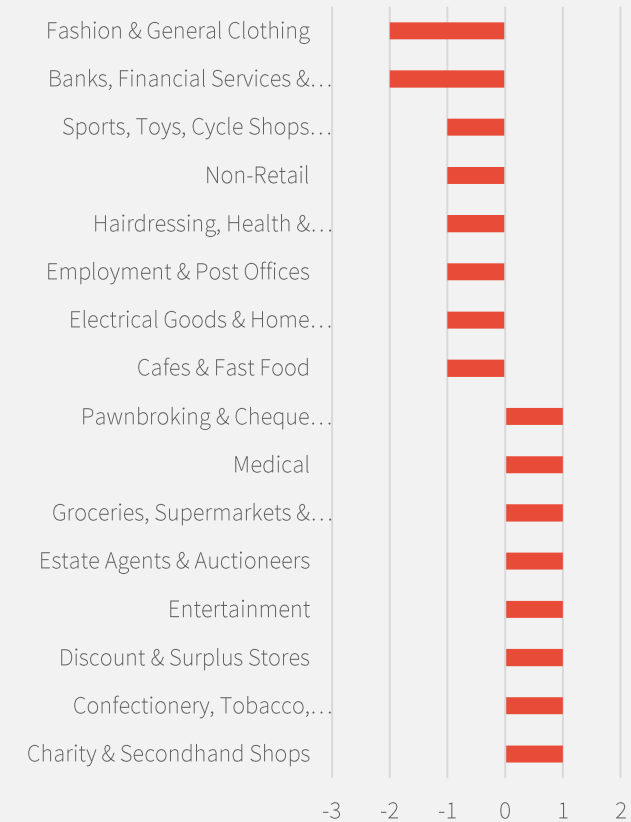 Fashion & General Clothing
Banks, Financial Services &…
Sports, Toys, Cycle Shops…
Non-Retail
Hairdressing, Health &…
Employment & Post Offices
Electrical Goods & Home…
Cafes & Fast Food
Pawnbroking & Cheque…
Medical
Groceries, Supermarkets &…
Estate Agents & Auctioneers
Entertainment
Discount & Surplus Stores
Confectionery, Tobacco,…
Charity & Secondhand Shops
-3 -2 -1 0 1 2